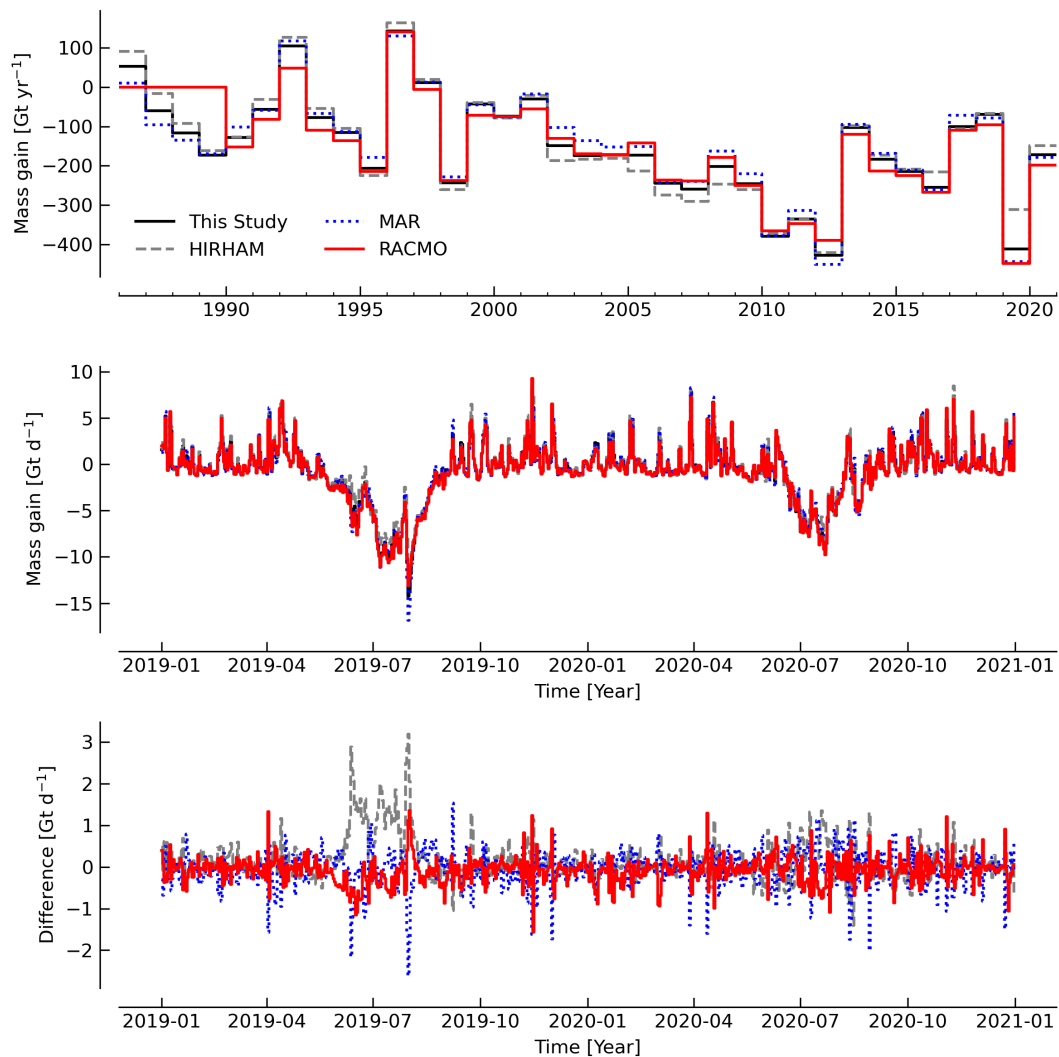 Mass gain [Gt yr⁻¹]
100
0
−100
−200
−300
−400
This Study
HIRHAM
MAR
RACMO
1990 1995 2000 2005 2010 2015 2020
Mass gain [Gt d⁻¹]
10
5
0
−5
−10
−15
2019-01 2019-04 2019-07 2019-10 2020-01 2020-04 2020-07 2020-10 2021-01
Time [Year]
Difference [Gt d⁻¹]
3
2
1
0
−1
−2
2019-01 2019-04 2019-07 2019-10 2020-01 2020-04 2020-07 2020-10 2021-01
Time [Year]